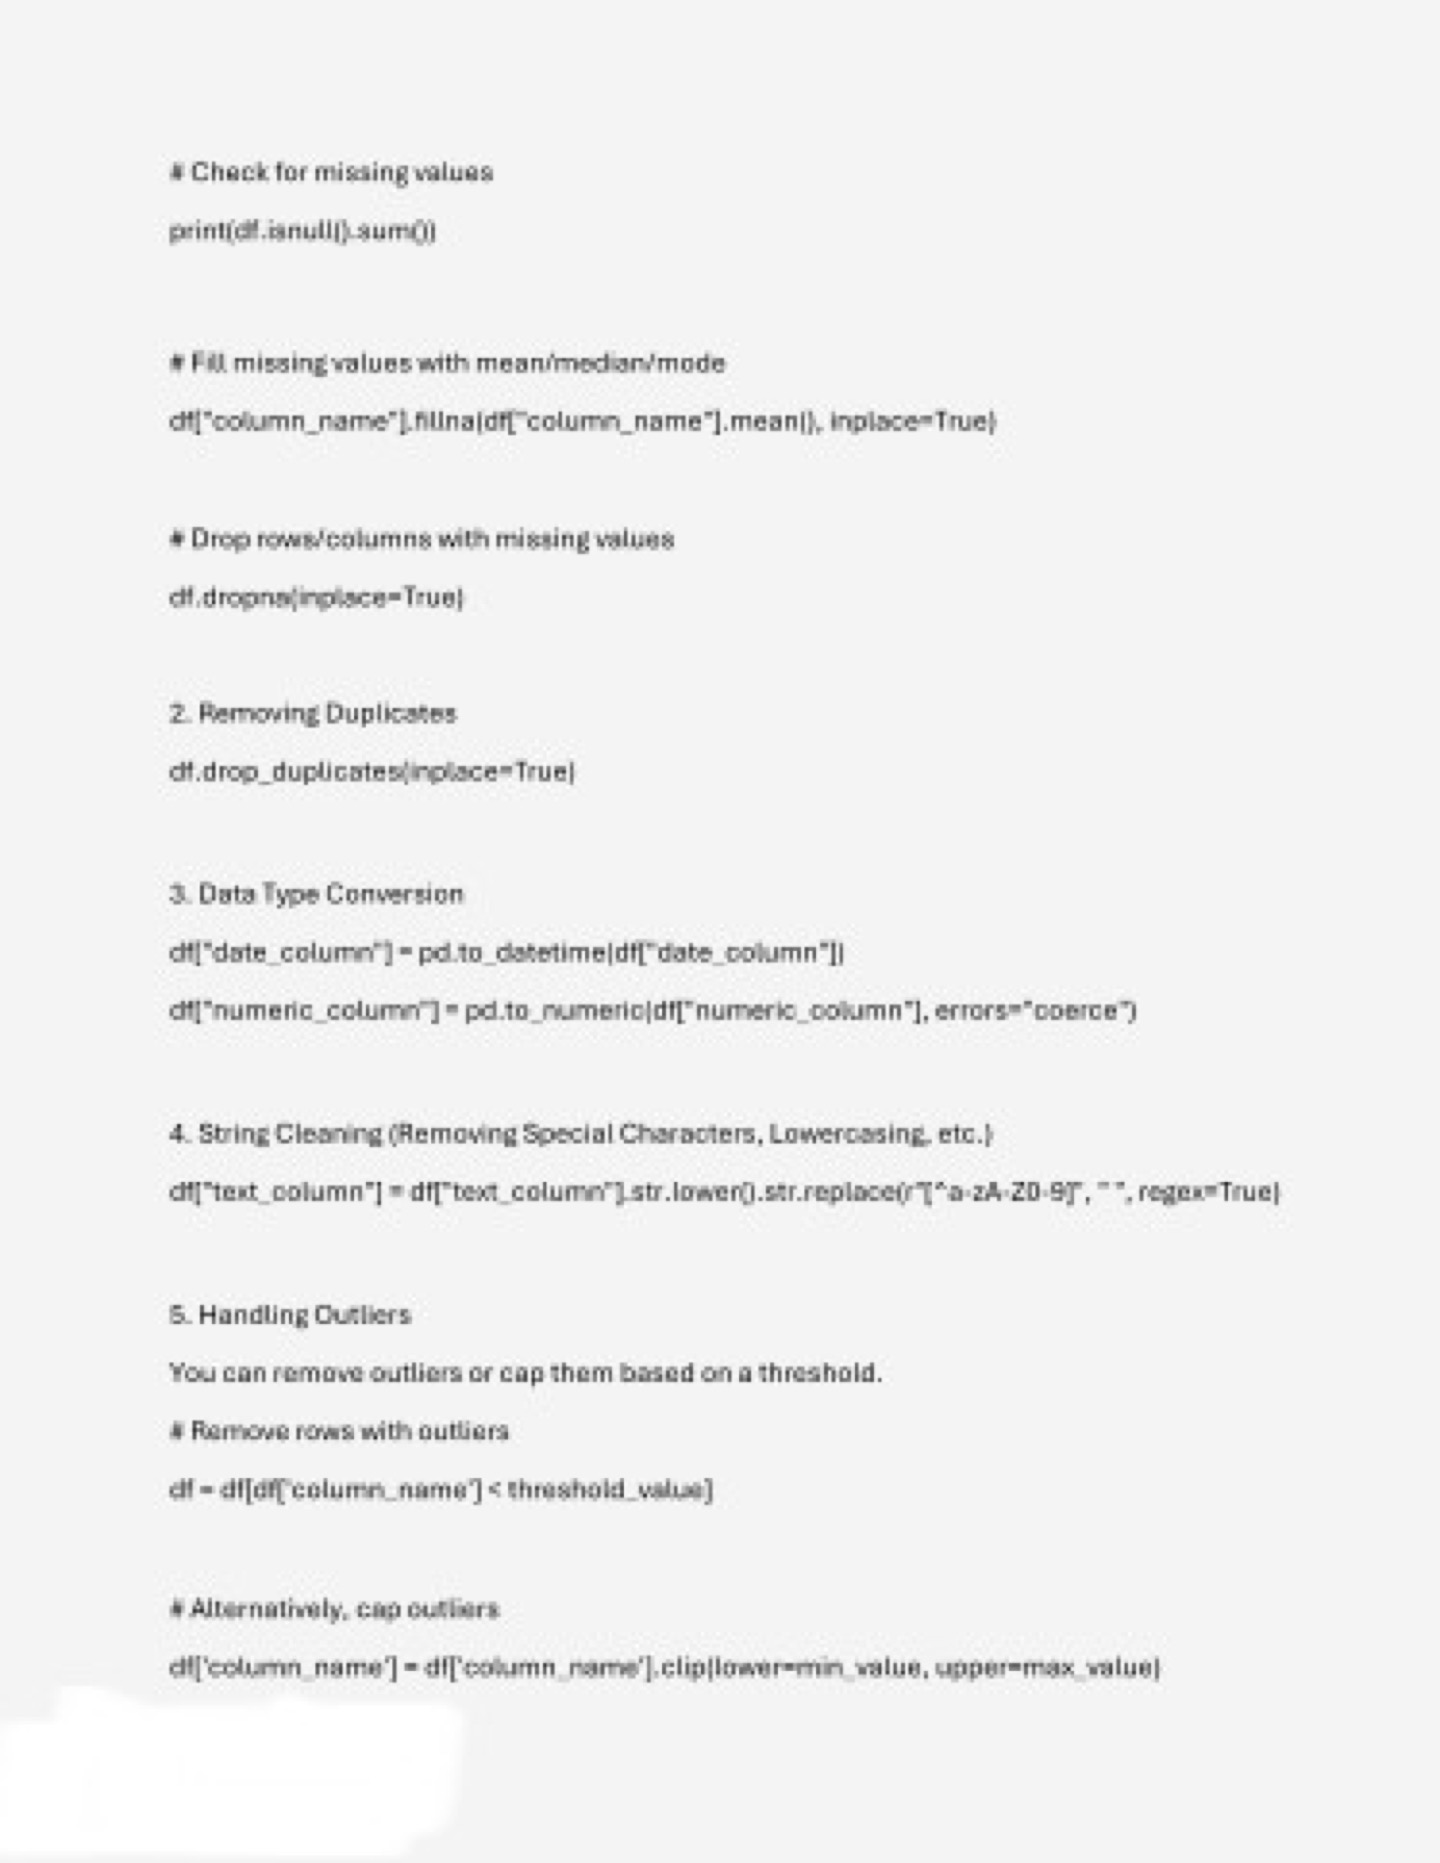 # Check for missing values
print(df.isnull().sum())
# Fill missing values with mean/median/mode
df["column_name"].fillna(df["column_name"].mean(), inplace=True)
# Drop rows/columns with missing values
df.dropna(inplace=True)
2. Removing Duplicates
df.drop_duplicates(inplace=True)
3. Data Type Conversion
df["date_column"] = pd.to_datetime(df["date_column"])
df["numeric_column"] = pd.to_numeric(df["numeric_column"], errors="coerce")
4. String Cleaning (Removing Special Characters, Lowercasing, etc.)
df["text_column"] = df["text_column"].str.lower().str.replace(r"[^a-zA-Z0-9]", " ", regex=True)
5. Handling Outliers
You can remove outliers or cap them based on a threshold.
# Remove rows with outliers
df = df[df['column_name'] < threshold_value]
# Alternatively, cap outliers
df['column_name'] = df['column_name'].clip(lower=min_value, upper=max_value)